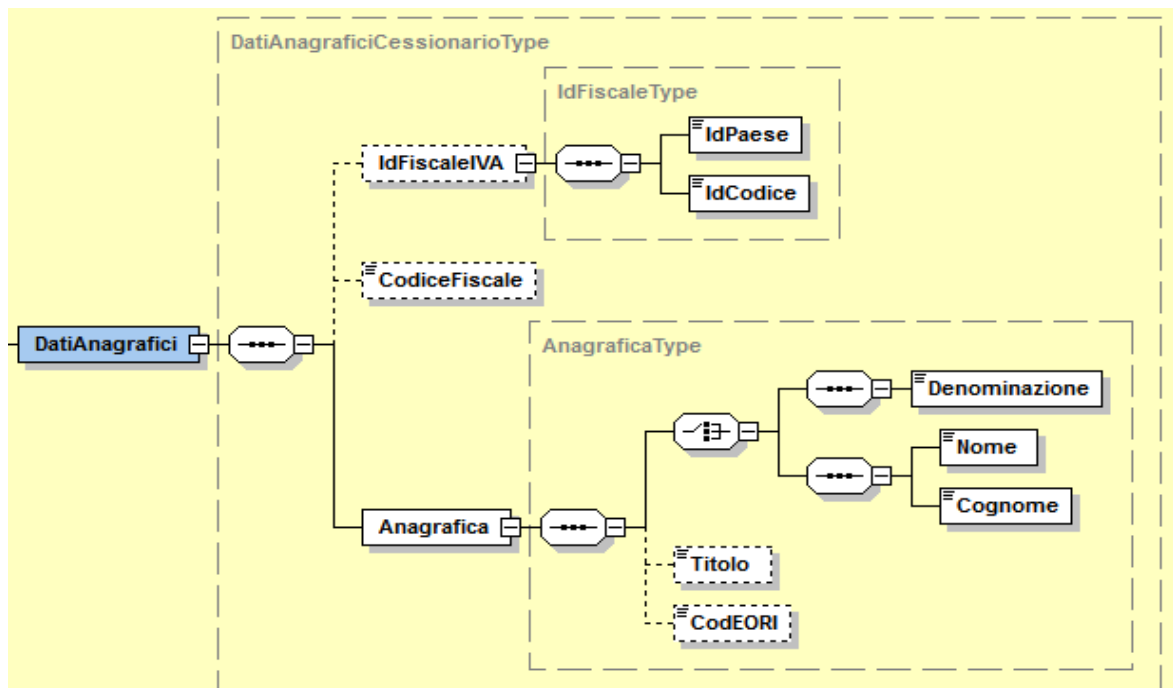 DatiAnagraficiCessionarioType
IdFiscaleType
IdPaese
IdFiscaleIVA
IdCodice
CodiceFiscale
DatiAnagrafici
AnagraficaType
Denominazione
Nome
Cognome
Anagrafica
Titolo
CodEORI